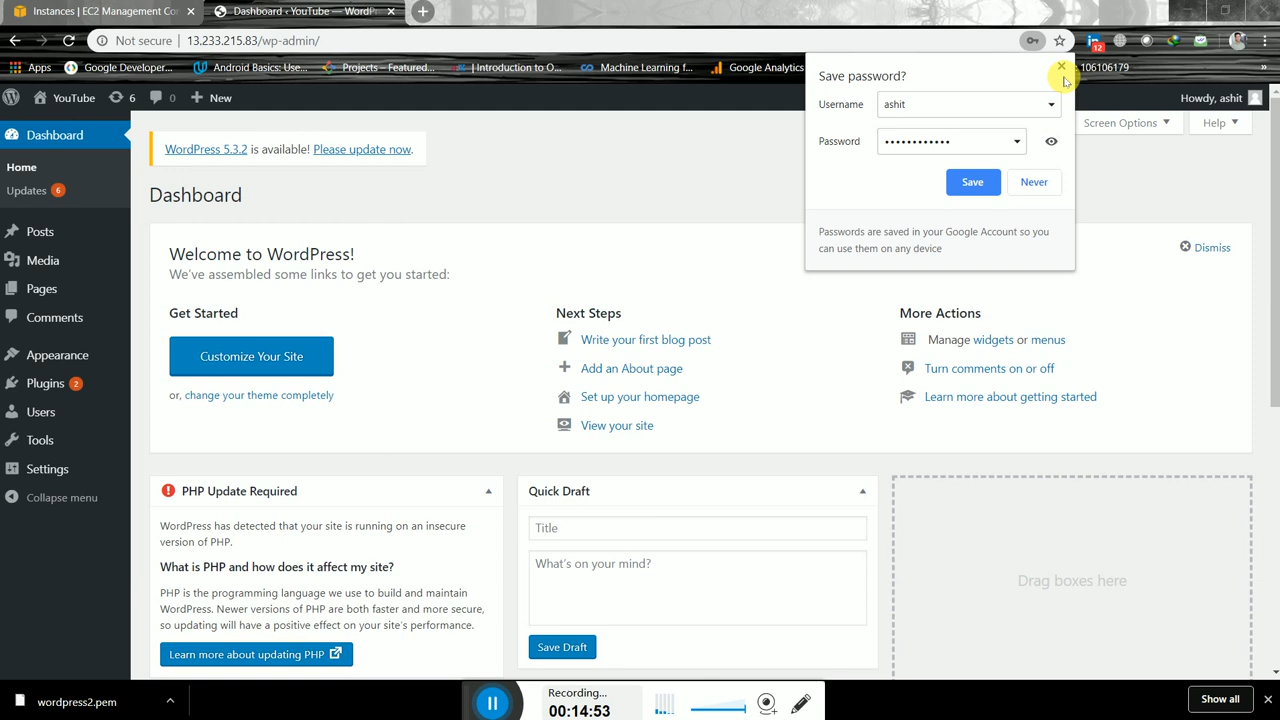 Instances | EC2 Management Co
Dashboard ‹ YouTube — WordPr
Not secure
13.233.215.83/wp-admin/
12
Apps
Google Developer...
Android Basics: Use...
Projects – Featured...
| Introduction to O...
Machine Learning f...
Google Analytics
106106179
»
YouTube
6
0
+ New
Howdy, ashit
Save password?
Username
ashit
Password
••••••••••••
Save
Never
Passwords are saved in your Google Account so you
can use them on any device
Screen Options
Help
Dashboard
Home
Updates 6
Posts
Media
Pages
Comments
Appearance
Plugins 2
Users
Tools
Settings
Collapse menu
WordPress 5.3.2 is available! Please update now.
Dashboard
Welcome to WordPress!
We've assembled some links to get you started:
Dismiss
Get Started
Customize Your Site
or, change your theme completely
Next Steps
Write your first blog post
Add an About page
Set up your homepage
View your site
More Actions
Manage widgets or menus
Turn comments on or off
Learn more about getting started
PHP Update Required
WordPress has detected that your site is running on an insecure
version of PHP.
What is PHP and how does it affect my site?
PHP is the programming language we use to build and maintain
WordPress. Newer versions of PHP are both faster and more secure,
so updating will have a positive effect on your site's performance.
Learn more about updating PHP
Quick Draft
Title
What's on your mind?
Save Draft
Drag boxes here
wordpress2.pem
Recording...
00:14:53
Show all